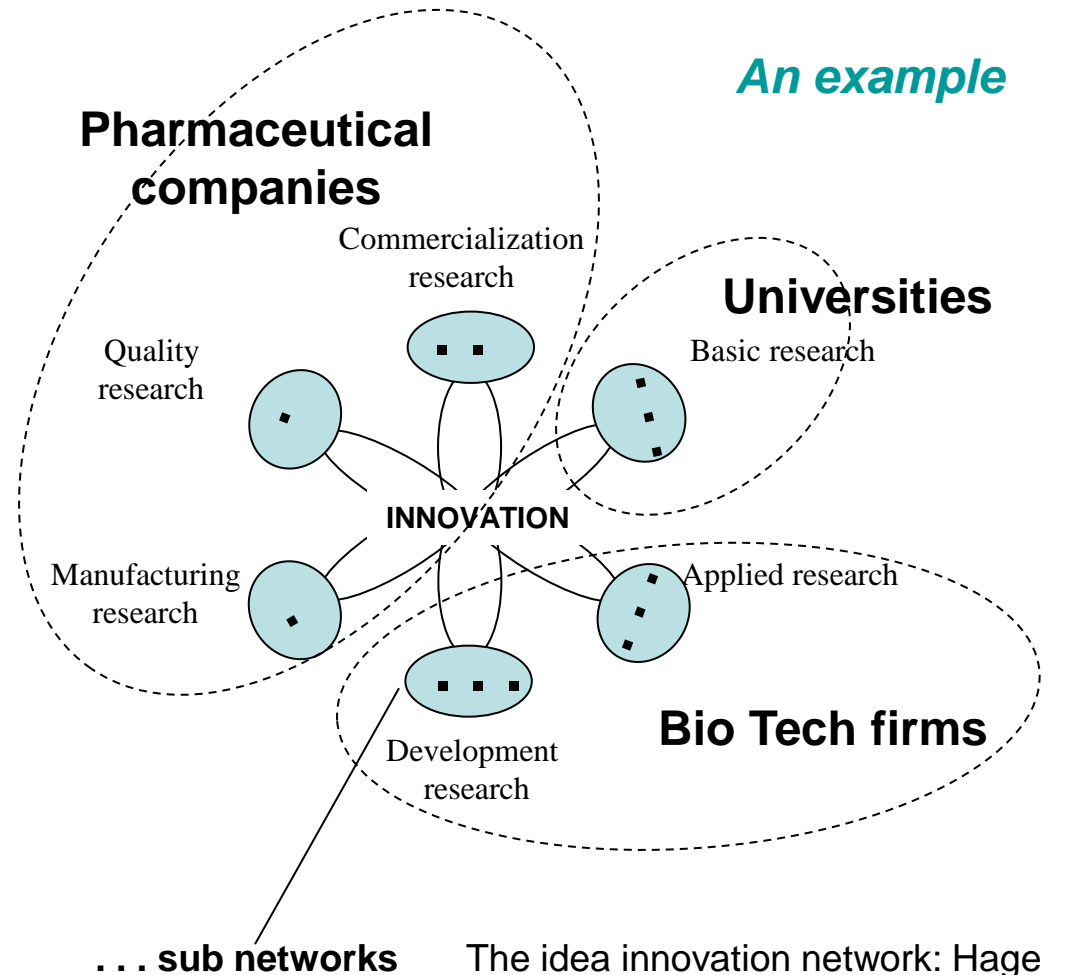 An example
Pharmaceutical
companies
Commercialization
research
Universities
Quality
research
Basic research
INNOVATION
Manufacturing
research
Applied research
Bio Tech firms
Development
research
. . . sub networks
The idea innovation network: Hage